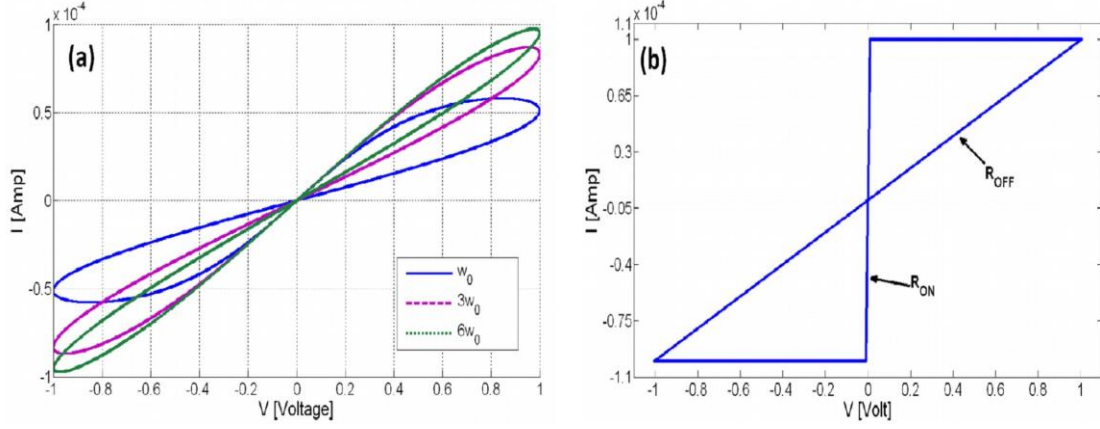 x 10⁻⁴
1
(a)
0.5
0
-0.5
-1
I [Amp]
w₀
3w₀
6w₀
-1 -0.8 -0.6 -0.4 -0.2 0 0.2 0.4 0.6 0.8 1
V [Voltage]
x 10⁻⁴
1.1
1
(b)
0.65
0.3
-0.05
-0.4
-0.75
-1.1
I [Amp]
R_OFF
R_ON
-1 -0.8 -0.6 -0.4 -0.2 0 0.2 0.4 0.6 0.8 1
V [Volt]